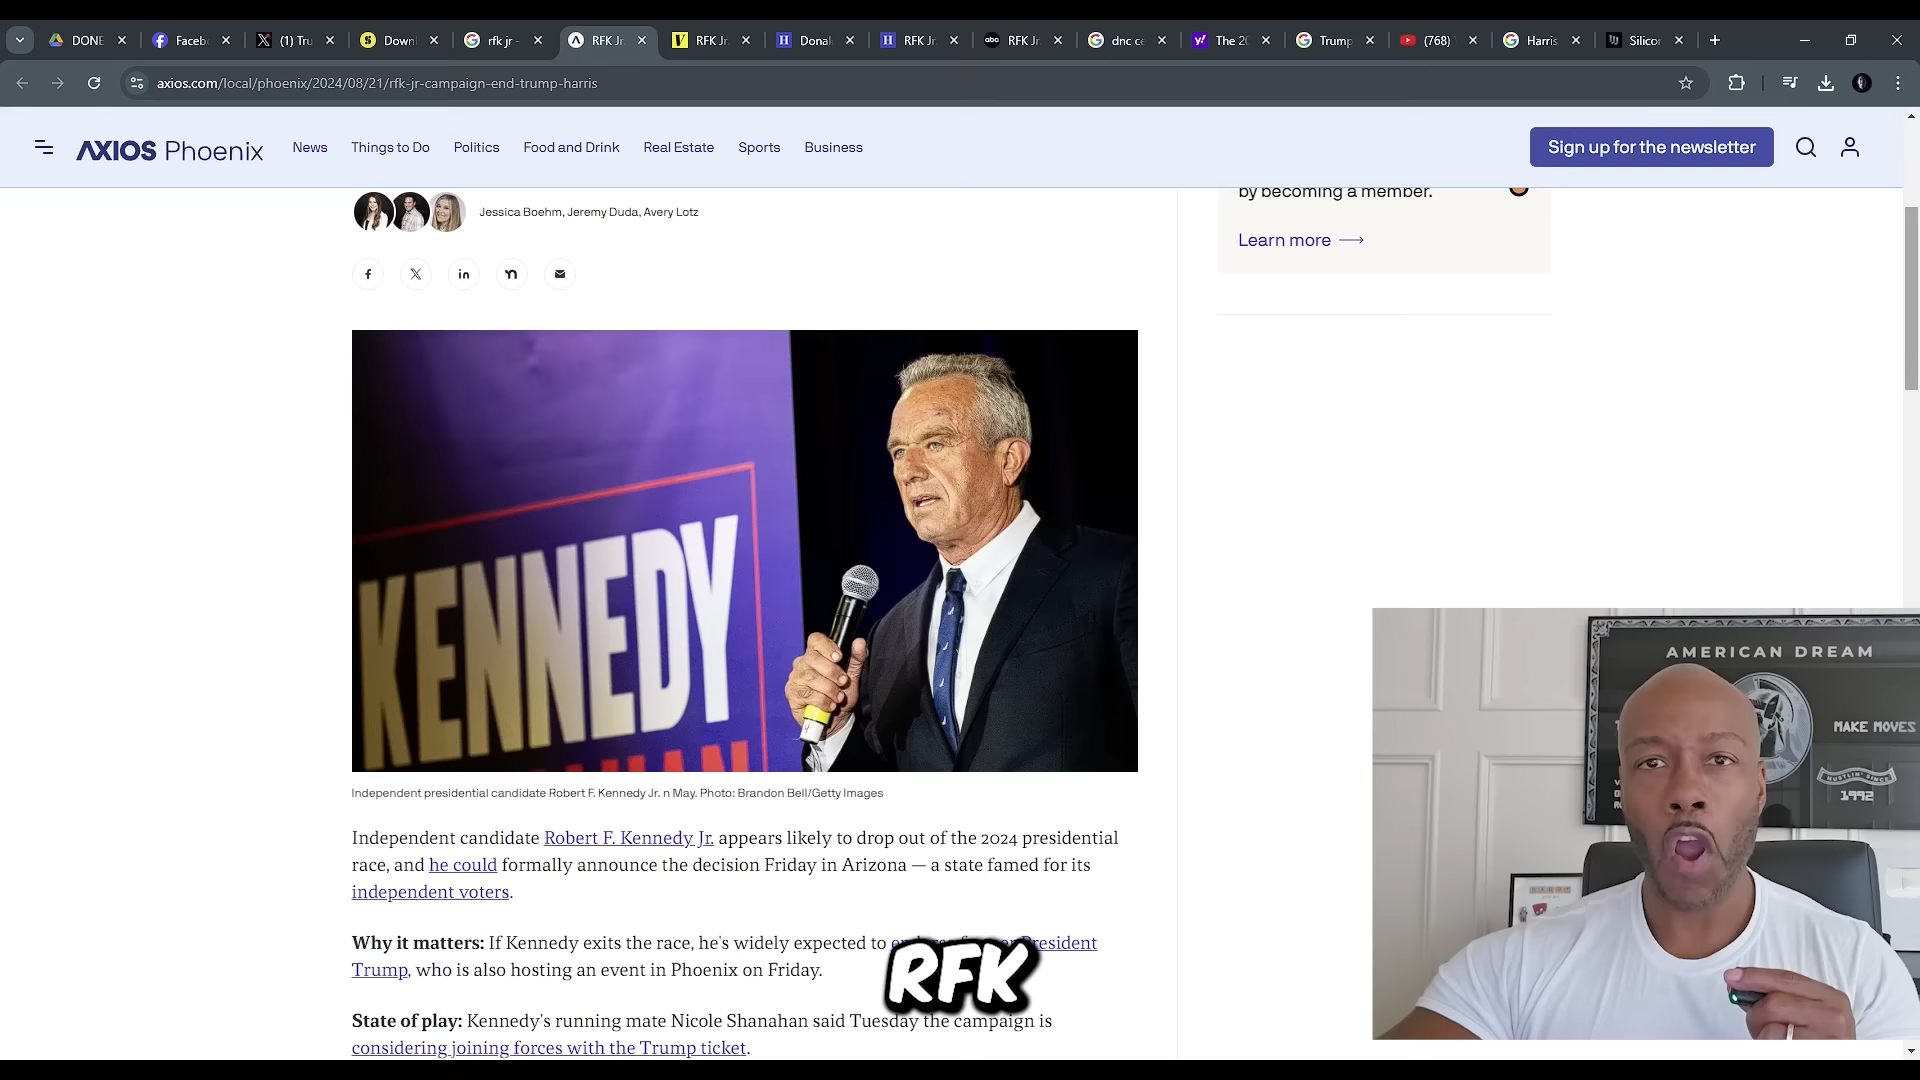 DONE
Faceb
(1) Tru
Down
rfk jr -
RFK Jr
RFK Jr.
Donal
RFK Jr
RFK Jr
dnc ce
The 20
Trump
(768)
Harris
Silicor
axios.com/local/phoenix/2024/08/21/rfk-jr-campaign-end-trump-harris
AXIOS Phoenix
News
Things to Do
Politics
Food and Drink
Real Estate
Sports
Business
Sign up for the newsletter
Jessica Boehm, Jeremy Duda, Avery Lotz
by becoming a member.
Learn more
KENNEDY
Independent presidential candidate Robert F. Kennedy Jr. n May. Photo: Brandon Bell/Getty Images
Independent candidate Robert F. Kennedy Jr. appears likely to drop out of the 2024 presidential
race, and he could formally announce the decision Friday in Arizona — a state famed for its
independent voters.
Why it matters: If Kennedy exits the race, he's widely expected to President
Trump, who is also hosting an event in Phoenix on Friday.
State of play: Kennedy's running mate Nicole Shanahan said Tuesday the campaign is
considering joining forces with the Trump ticket.
RFK
AMERICAN DREAM
MAKE MOVES
HUSTLIN' SINCE
1992